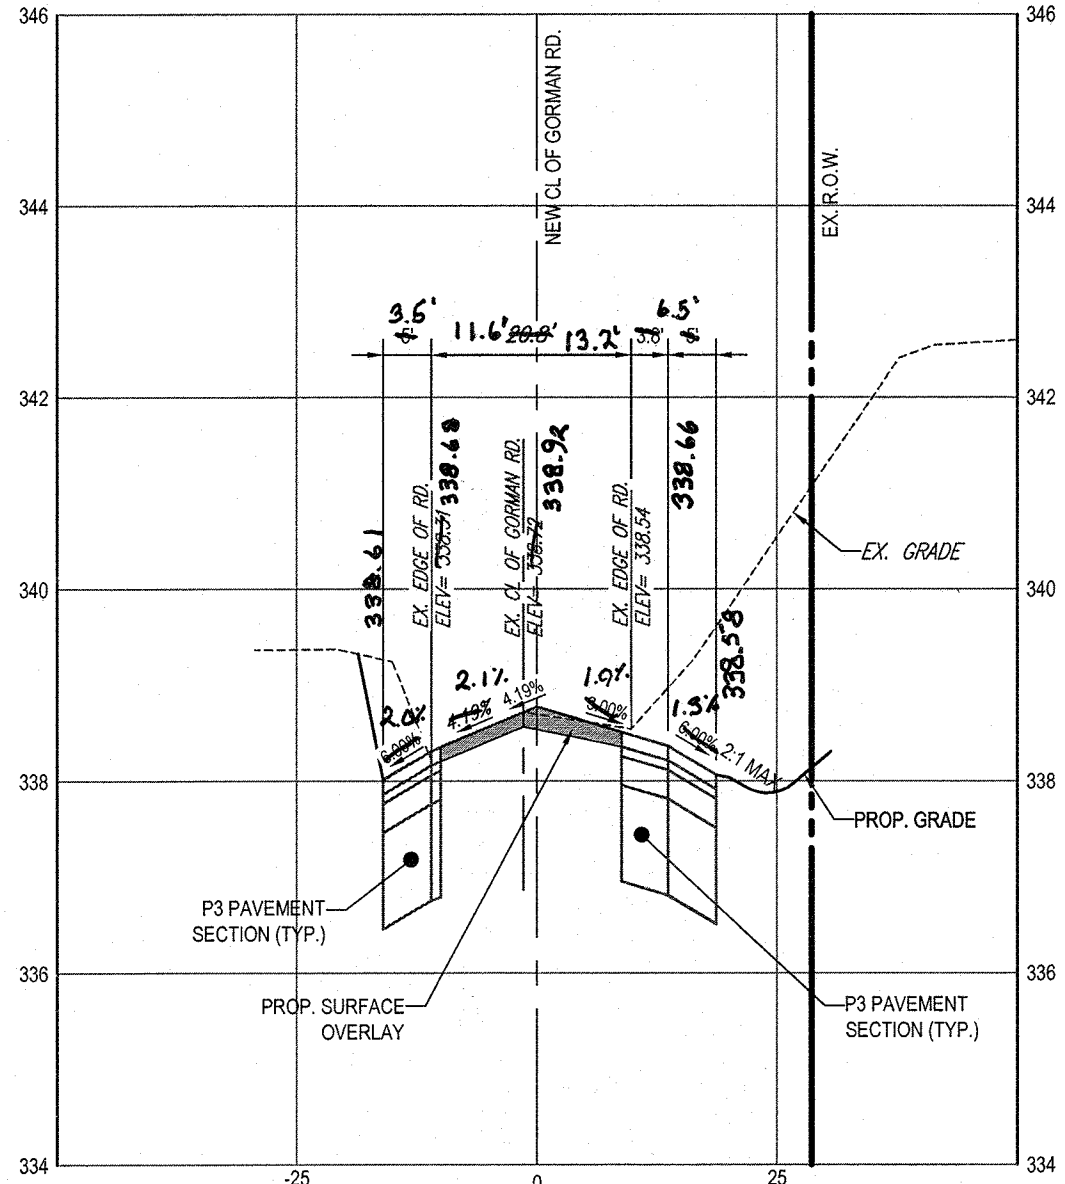 346
346
NEW CL OF GORMAN RD.
EX. R.O.W.
344
344
3.5'
6.5'
11.6'
20.8'
13.2'
3.8'
342
342
338.61
EX. EDGE OF RD.
ELEV= 338.31
338.68
EX. CL OF GORMAN RD.
ELEV= 338.72
338.92
EX. EDGE OF RD.
ELEV= 338.54
338.66
338.58
EX. GRADE
340
340
2.0%
6.00%
2.1%
4.19%
4.19%
1.9%
3.00%
1.3%
6.00%
2:1 MAX
338
338
PROP. GRADE
P3 PAVEMENT
SECTION (TYP.)
336
336
PROP. SURFACE
OVERLAY
P3 PAVEMENT
SECTION (TYP.)
334
334
-25
0
25